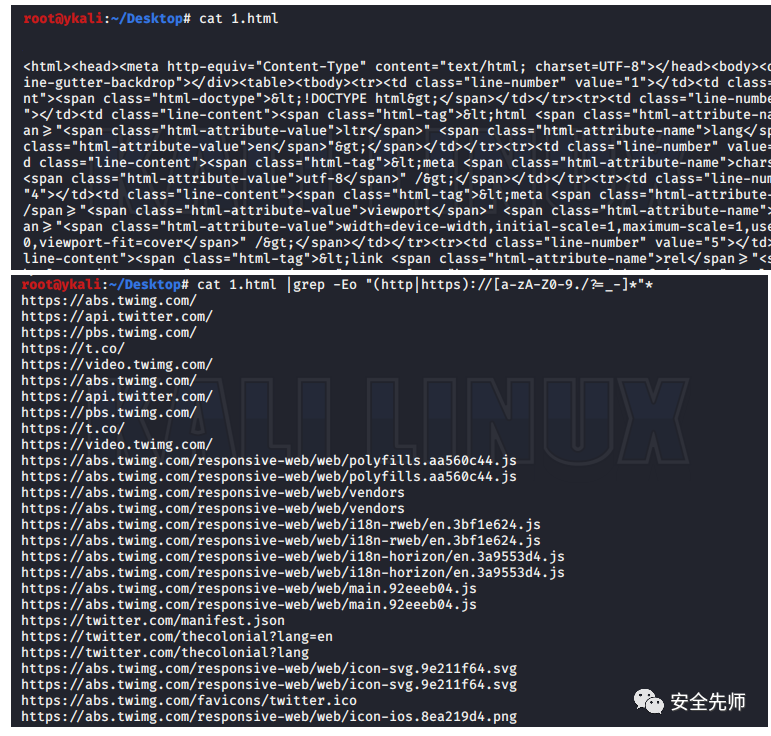 root@ykali:~/Desktop# cat 1.html
<html><head><meta http-equiv="Content-Type" content="text/html; charset=UTF-8"></head><body><d
ine-gutter-backdrop"></div><table><tbody><tr><td class="line-number" value="1"></td><td class=
nt"><span class="html-doctype">&lt;!DOCTYPE html&gt;</span></td></tr><tr><td class="line-numbe
"></td><td class="line-content"><span class="html-tag">&lt;html <span class="html-attribute-na
an>="<span class="html-attribute-value">ltr</span>" <span class="html-attribute-name">lang</sp
class="html-attribute-value">en</span>"&gt;</span></td></tr><tr><td class="line-number" value=
d class="line-content"><span class="html-tag">&lt;meta <span class="html-attribute-name">chars
<span class="html-attribute-value">utf-8</span>" /&gt;</span></td></tr><tr><td class="line-num
"4"></td><td class="line-content"><span class="html-tag">&lt;meta <span class="html-attribute-
/span>="<span class="html-attribute-value">viewport</span>" <span class="html-attribute-name">
an>="<span class="html-attribute-value">width=device-width,initial-scale=1,maximum-scale=1,use
0,viewport-fit=cover</span>" /&gt;</span></td></tr><tr><td class="line-number" value="5"></td>
line-content"><span class="html-tag">&lt;link <span class="html-attribute-name">rel</span>="<s
root@ykali:~/Desktop# cat 1.html |grep -Eo "(http|https)://[a-zA-Z0-9./?=_-]*"*
https://abs.twimg.com/
https://api.twitter.com/
https://pbs.twimg.com/
https://t.co/
https://video.twimg.com/
https://abs.twimg.com/
https://api.twitter.com/
https://pbs.twimg.com/
https://t.co/
https://video.twimg.com/
https://abs.twimg.com/responsive-web/web/polyfills.aa560c44.js
https://abs.twimg.com/responsive-web/web/polyfills.aa560c44.js
https://abs.twimg.com/responsive-web/web/vendors
https://abs.twimg.com/responsive-web/web/vendors
https://abs.twimg.com/responsive-web/web/i18n-rweb/en.3bf1e624.js
https://abs.twimg.com/responsive-web/web/i18n-rweb/en.3bf1e624.js
https://abs.twimg.com/responsive-web/web/i18n-horizon/en.3a9553d4.js
https://abs.twimg.com/responsive-web/web/i18n-horizon/en.3a9553d4.js
https://abs.twimg.com/responsive-web/web/main.92eeeb04.js
https://abs.twimg.com/responsive-web/web/main.92eeeb04.js
https://twitter.com/manifest.json
https://twitter.com/thecolonial?lang=en
https://twitter.com/thecolonial?lang
https://abs.twimg.com/responsive-web/web/icon-svg.9e211f64.svg
https://abs.twimg.com/responsive-web/web/icon-svg.9e211f64.svg
https://abs.twimg.com/favicons/twitter.ico
https://abs.twimg.com/responsive-web/web/icon-ios.8ea219d4.png
KALI LINUX
安全先师